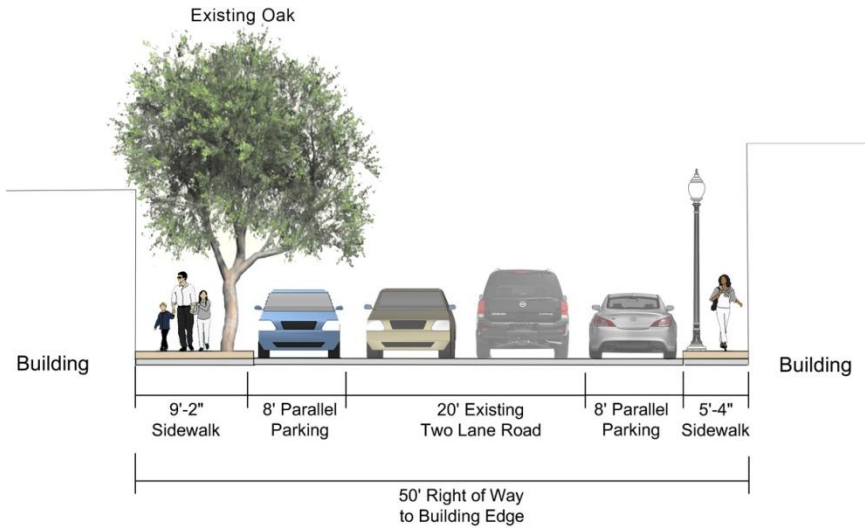 Existing Oak
Building
Building
9'-2"
Sidewalk
8' Parallel
Parking
20' Existing
Two Lane Road
8' Parallel
Parking
5'-4"
Sidewalk
50' Right of Way
to Building Edge